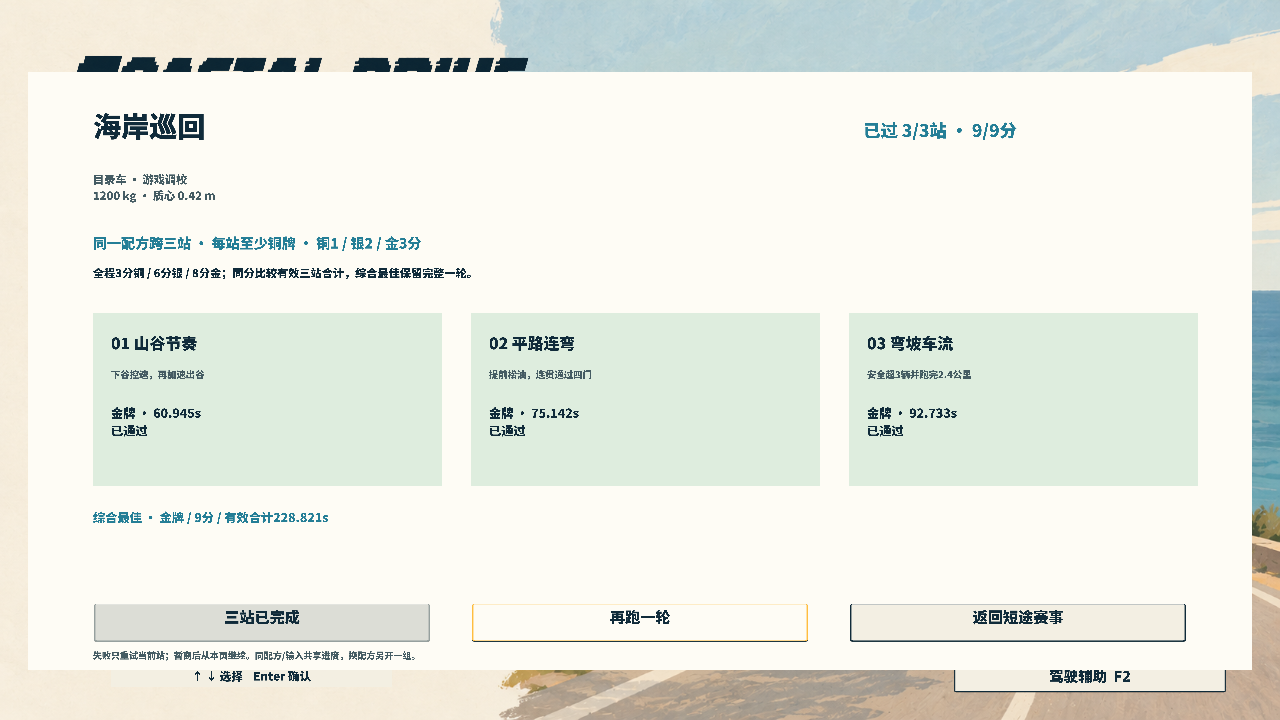 海岸巡回
已过 3/3站 · 9/9分
目录车 · 游戏调校
1200 kg · 质心 0.42 m
同一配方跨三站 · 每站至少铜牌 · 铜1 / 银2 / 金3分
全程3分铜 / 6分银 / 8分金；同分比较有效三站合计，综合最佳保留完整一轮。
01 山谷节奏
下谷控速，再加速出谷
金牌 · 60.945s
已通过
02 平路连弯
提前松油，连贯通过四门
金牌 · 75.142s
已通过
03 弯坡车流
安全超3辆并跑完2.4公里
金牌 · 92.733s
已通过
综合最佳 · 金牌 / 9分 / 有效合计228.821s
三站已完成
再跑一轮
返回短途赛事
失败只重试当前站；暂离后从本页继续。同配方/输入共享进度，换配方另开一组。
↑ ↓ 选择 Enter 确认
驾驶辅助 F2